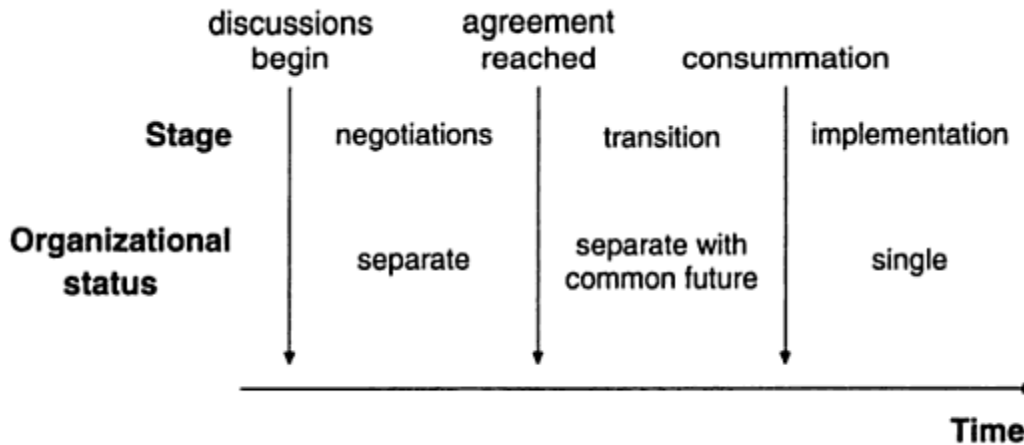 discussions
begin
agreement
reached
consummation
Stage
negotiations
transition
implementation
Organizational
status
separate
separate with
common future
single
Time